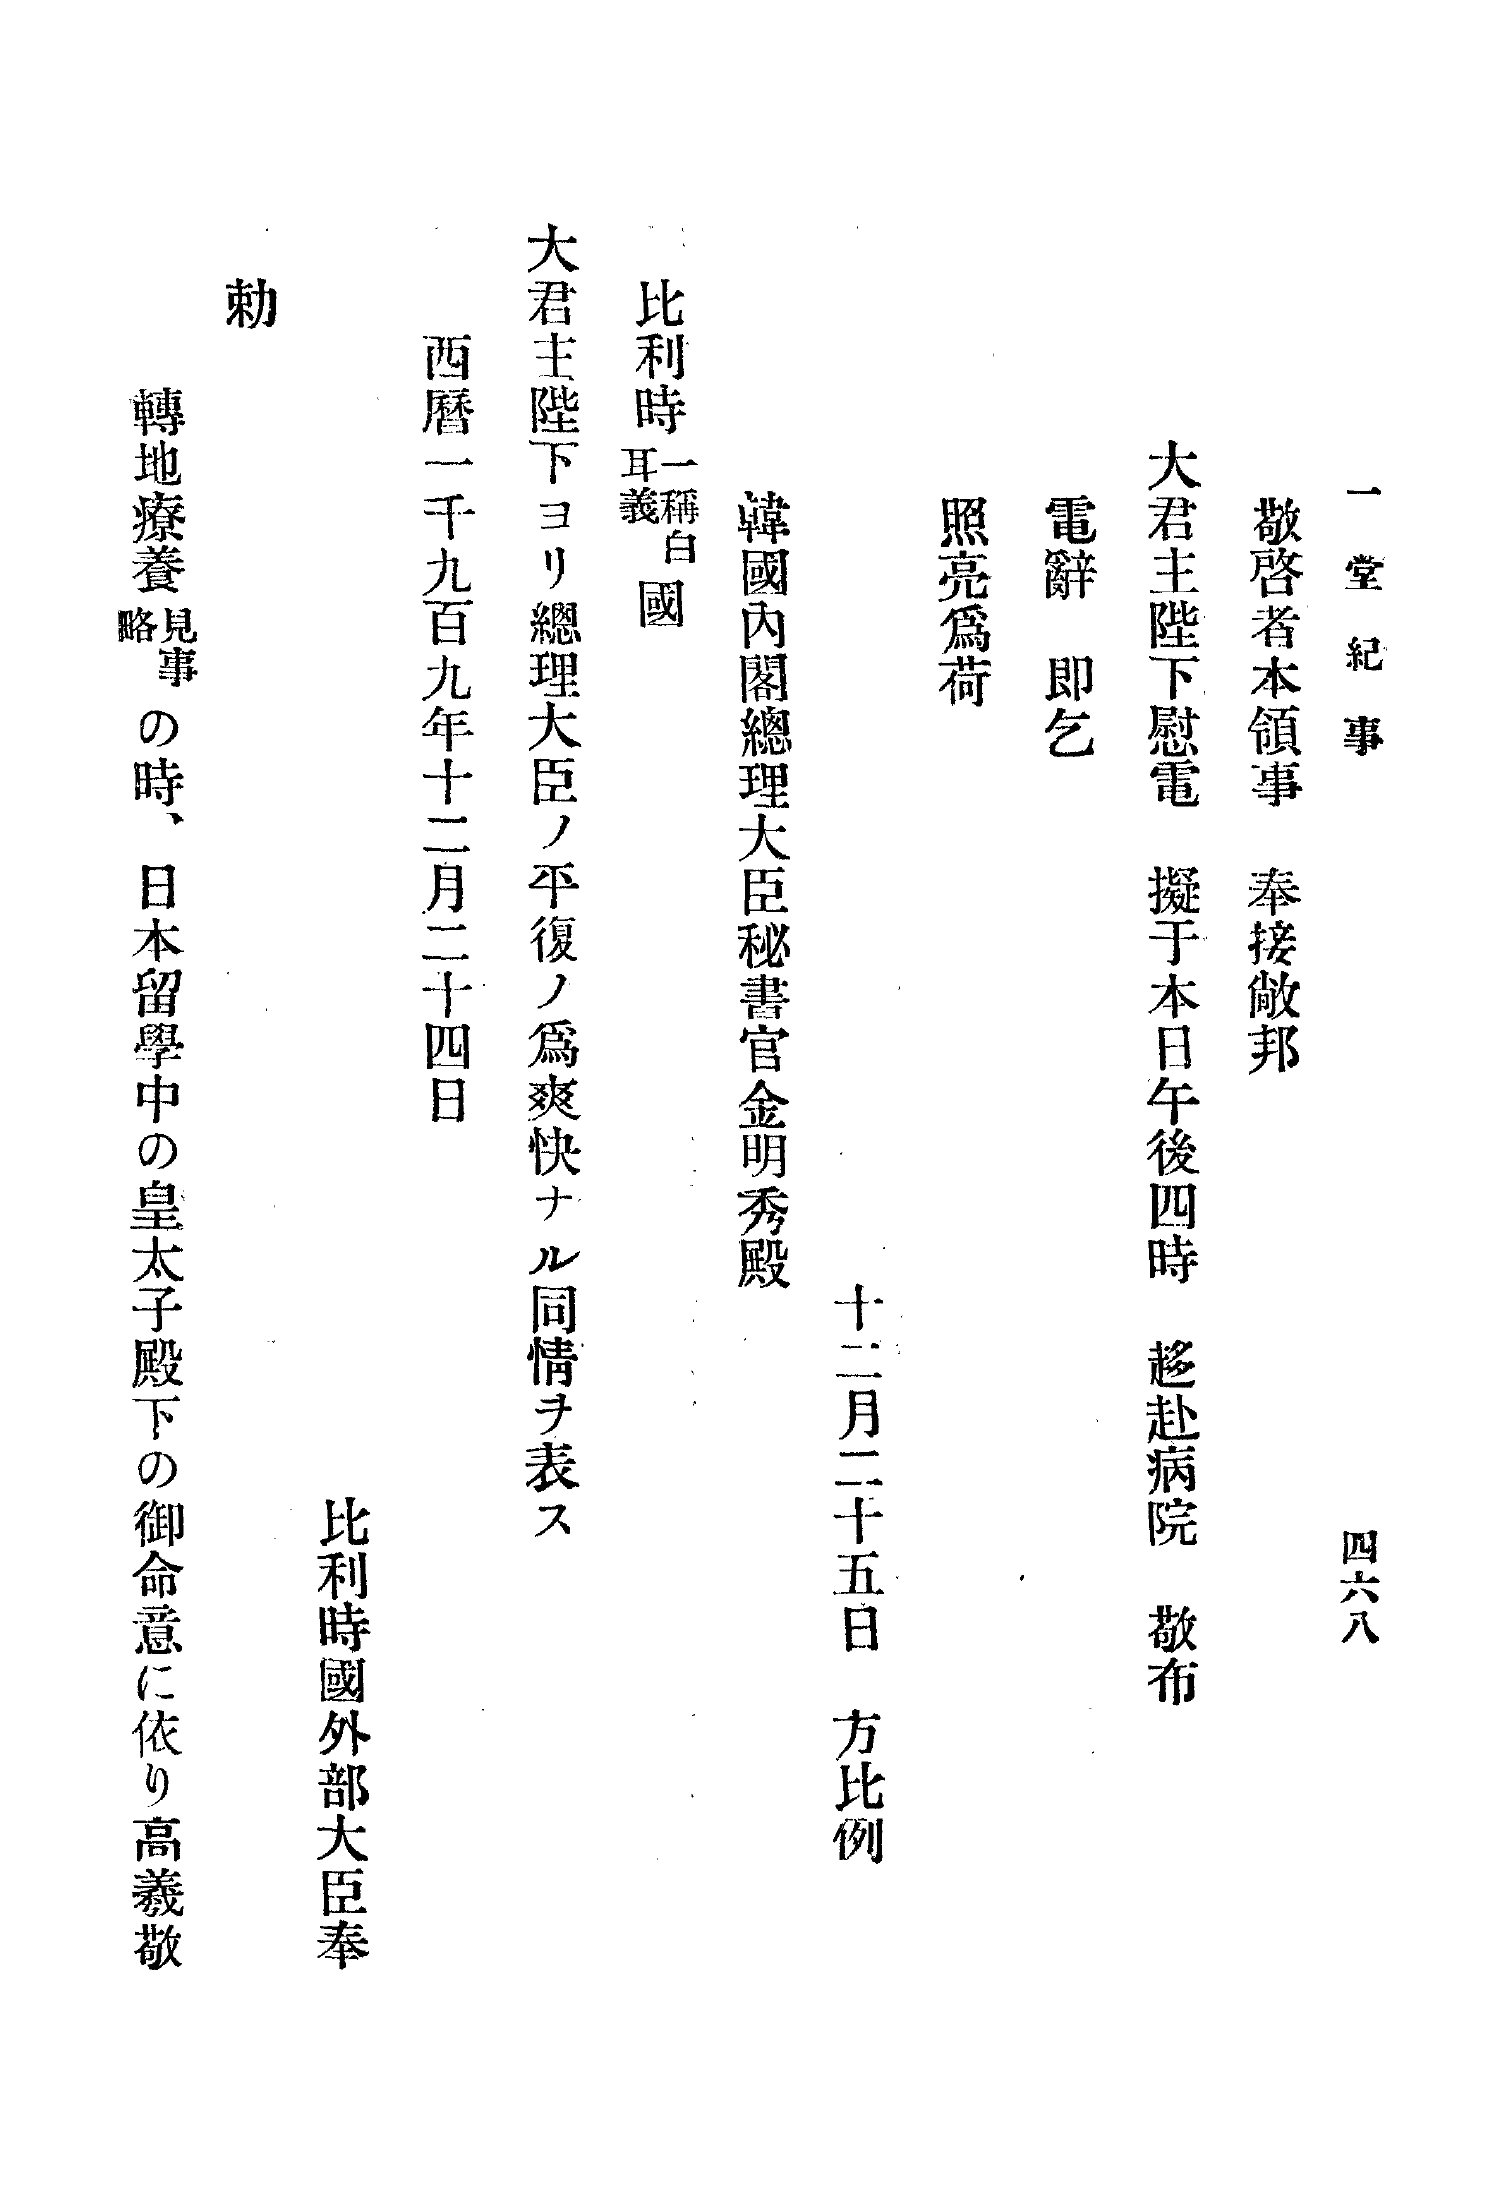 一堂紀事　四六八
敬啓者本領事　奉接敝邦
大君主陛下慰電　擬于本日午後四時　趍赴病院　敬布
電辭　即乞
照亮爲荷
十二月二十五日　方比例
韓國內閣總理大臣秘書官金明秀殿
比利時一稱白耳義國
大君主陛下ヨリ總理大臣ノ平復ノ爲爽快ナル同情ヲ表ス
西曆一千九百九年十二月二十四日
比利時國外部大臣奉
勅
轉地療養見事略の時、日本留學中の皇太子殿下の御命意に依り高羲敬